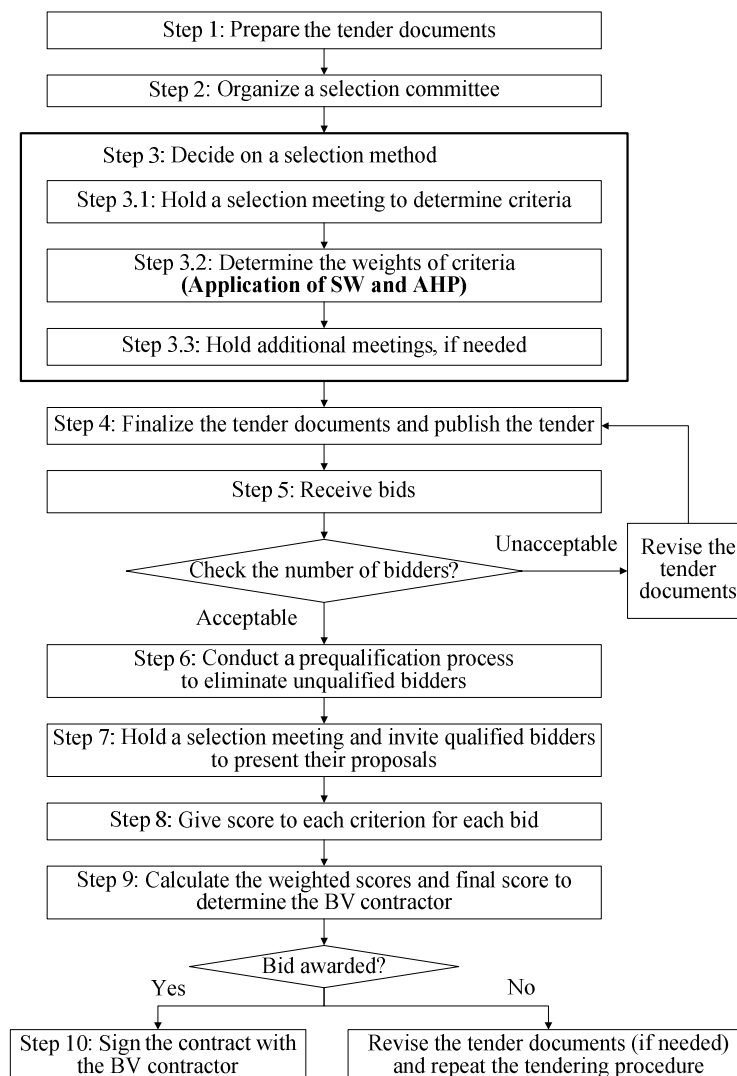 Step 1: Prepare the tender documents
Step 2: Organize a selection committee
Step 3: Decide on a selection method
Step 3.1: Hold a selection meeting to determine criteria
Step 3.2: Determine the weights of criteria
(Application of SW and AHP)
Step 3.3: Hold additional meetings, if needed
Step 4: Finalize the tender documents and publish the tender
Step 5: Receive bids
Check the number of bidders?
Unacceptable
Revise the
tender
documents
Acceptable
Step 6: Conduct a prequalification process
to eliminate unqualified bidders
Step 7: Hold a selection meeting and invite qualified bidders
to present their proposals
Step 8: Give score to each criterion for each bid
Step 9: Calculate the weighted scores and final score to
determine the BV contractor
Bid awarded?
Yes
No
Step 10: Sign the contract with
the BV contractor
Revise the tender documents (if needed)
and repeat the tendering procedure